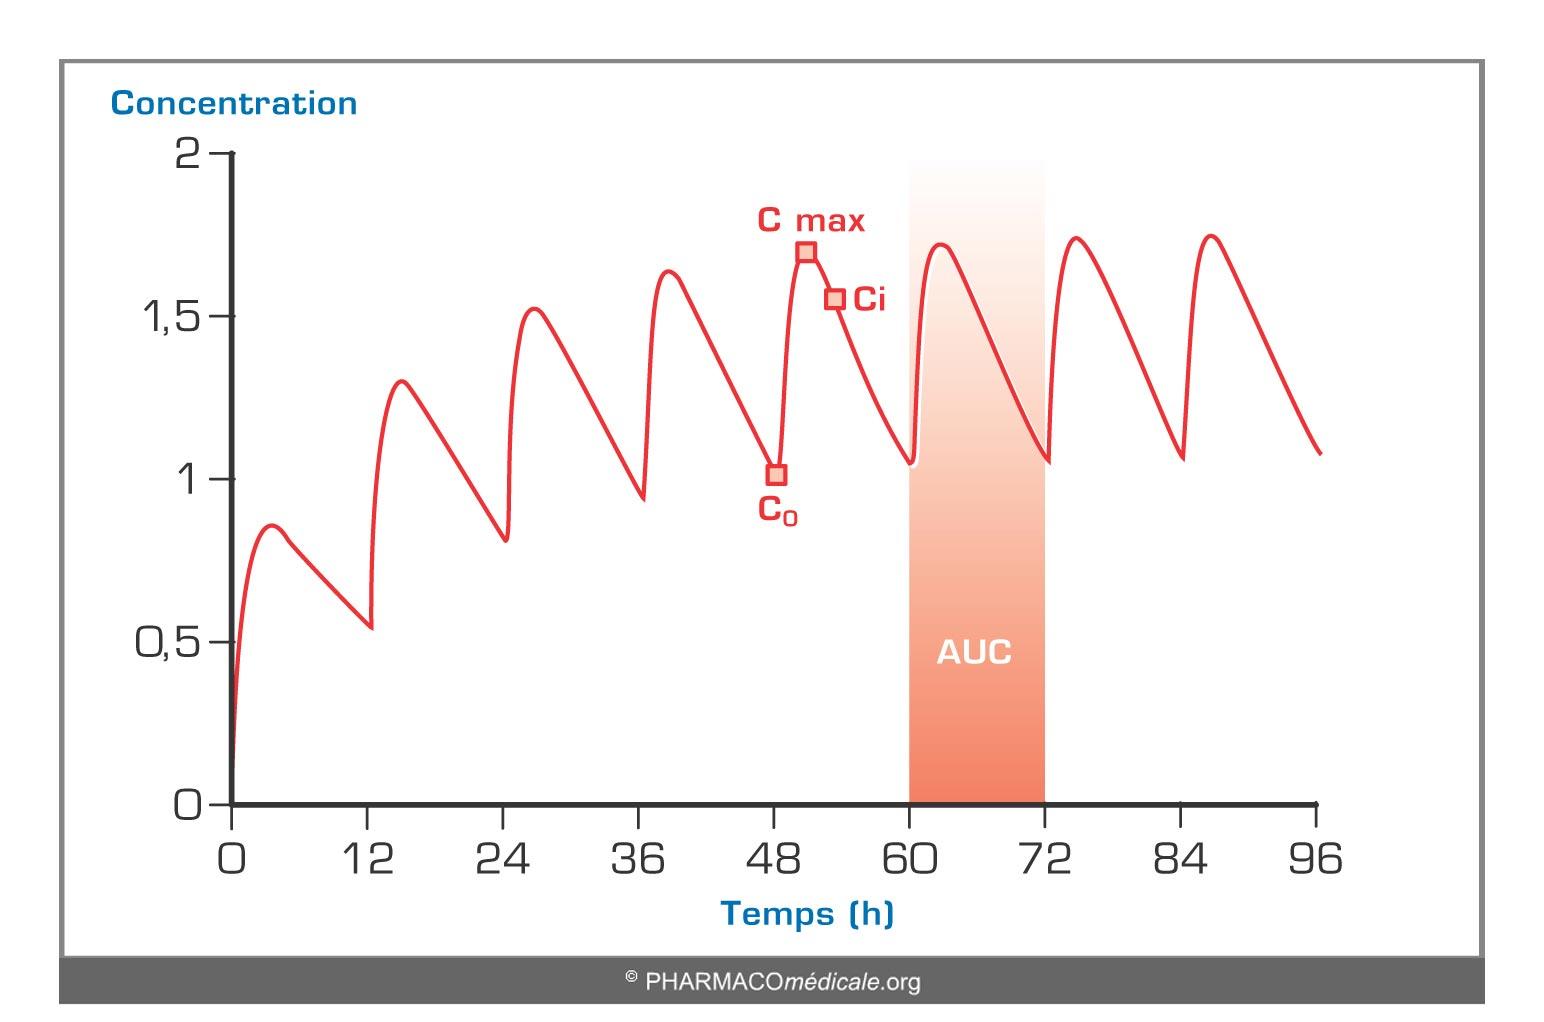 Concentration
2
1,5
1
0,5
0
C max
Ci
C₀
AUC
0 12 24 36 48 60 72 84 96
Temps (h)
© PHARMACOmédicale.org